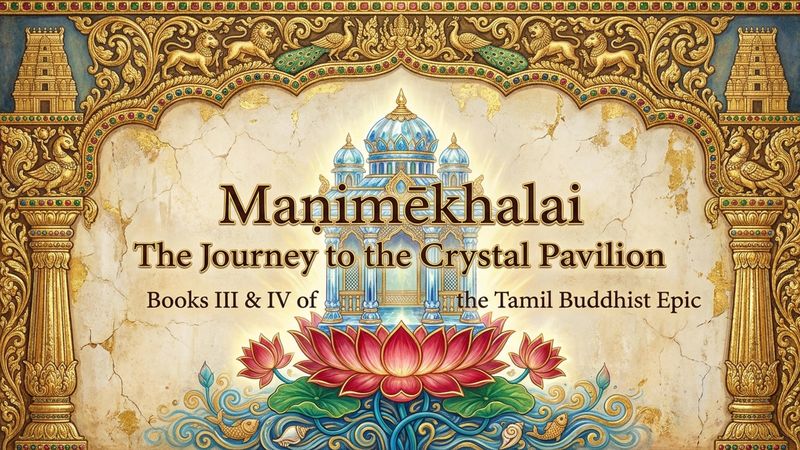 Maṇimēkhalai
The Journey to the Crystal Pavilion
Books III & IV of the Tamil Buddhist Epic